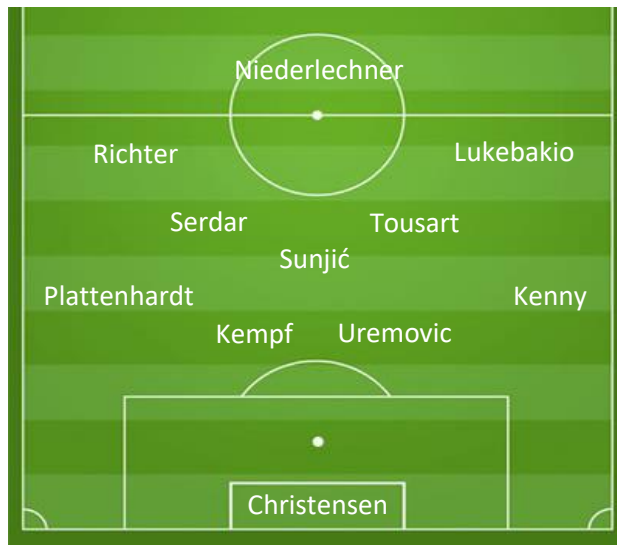 Niederlechner
Richter
Lukebakio
Serdar
Tousart
Sunjić
Plattenhardt
Kenny
Kempf
Uremovic
Christensen